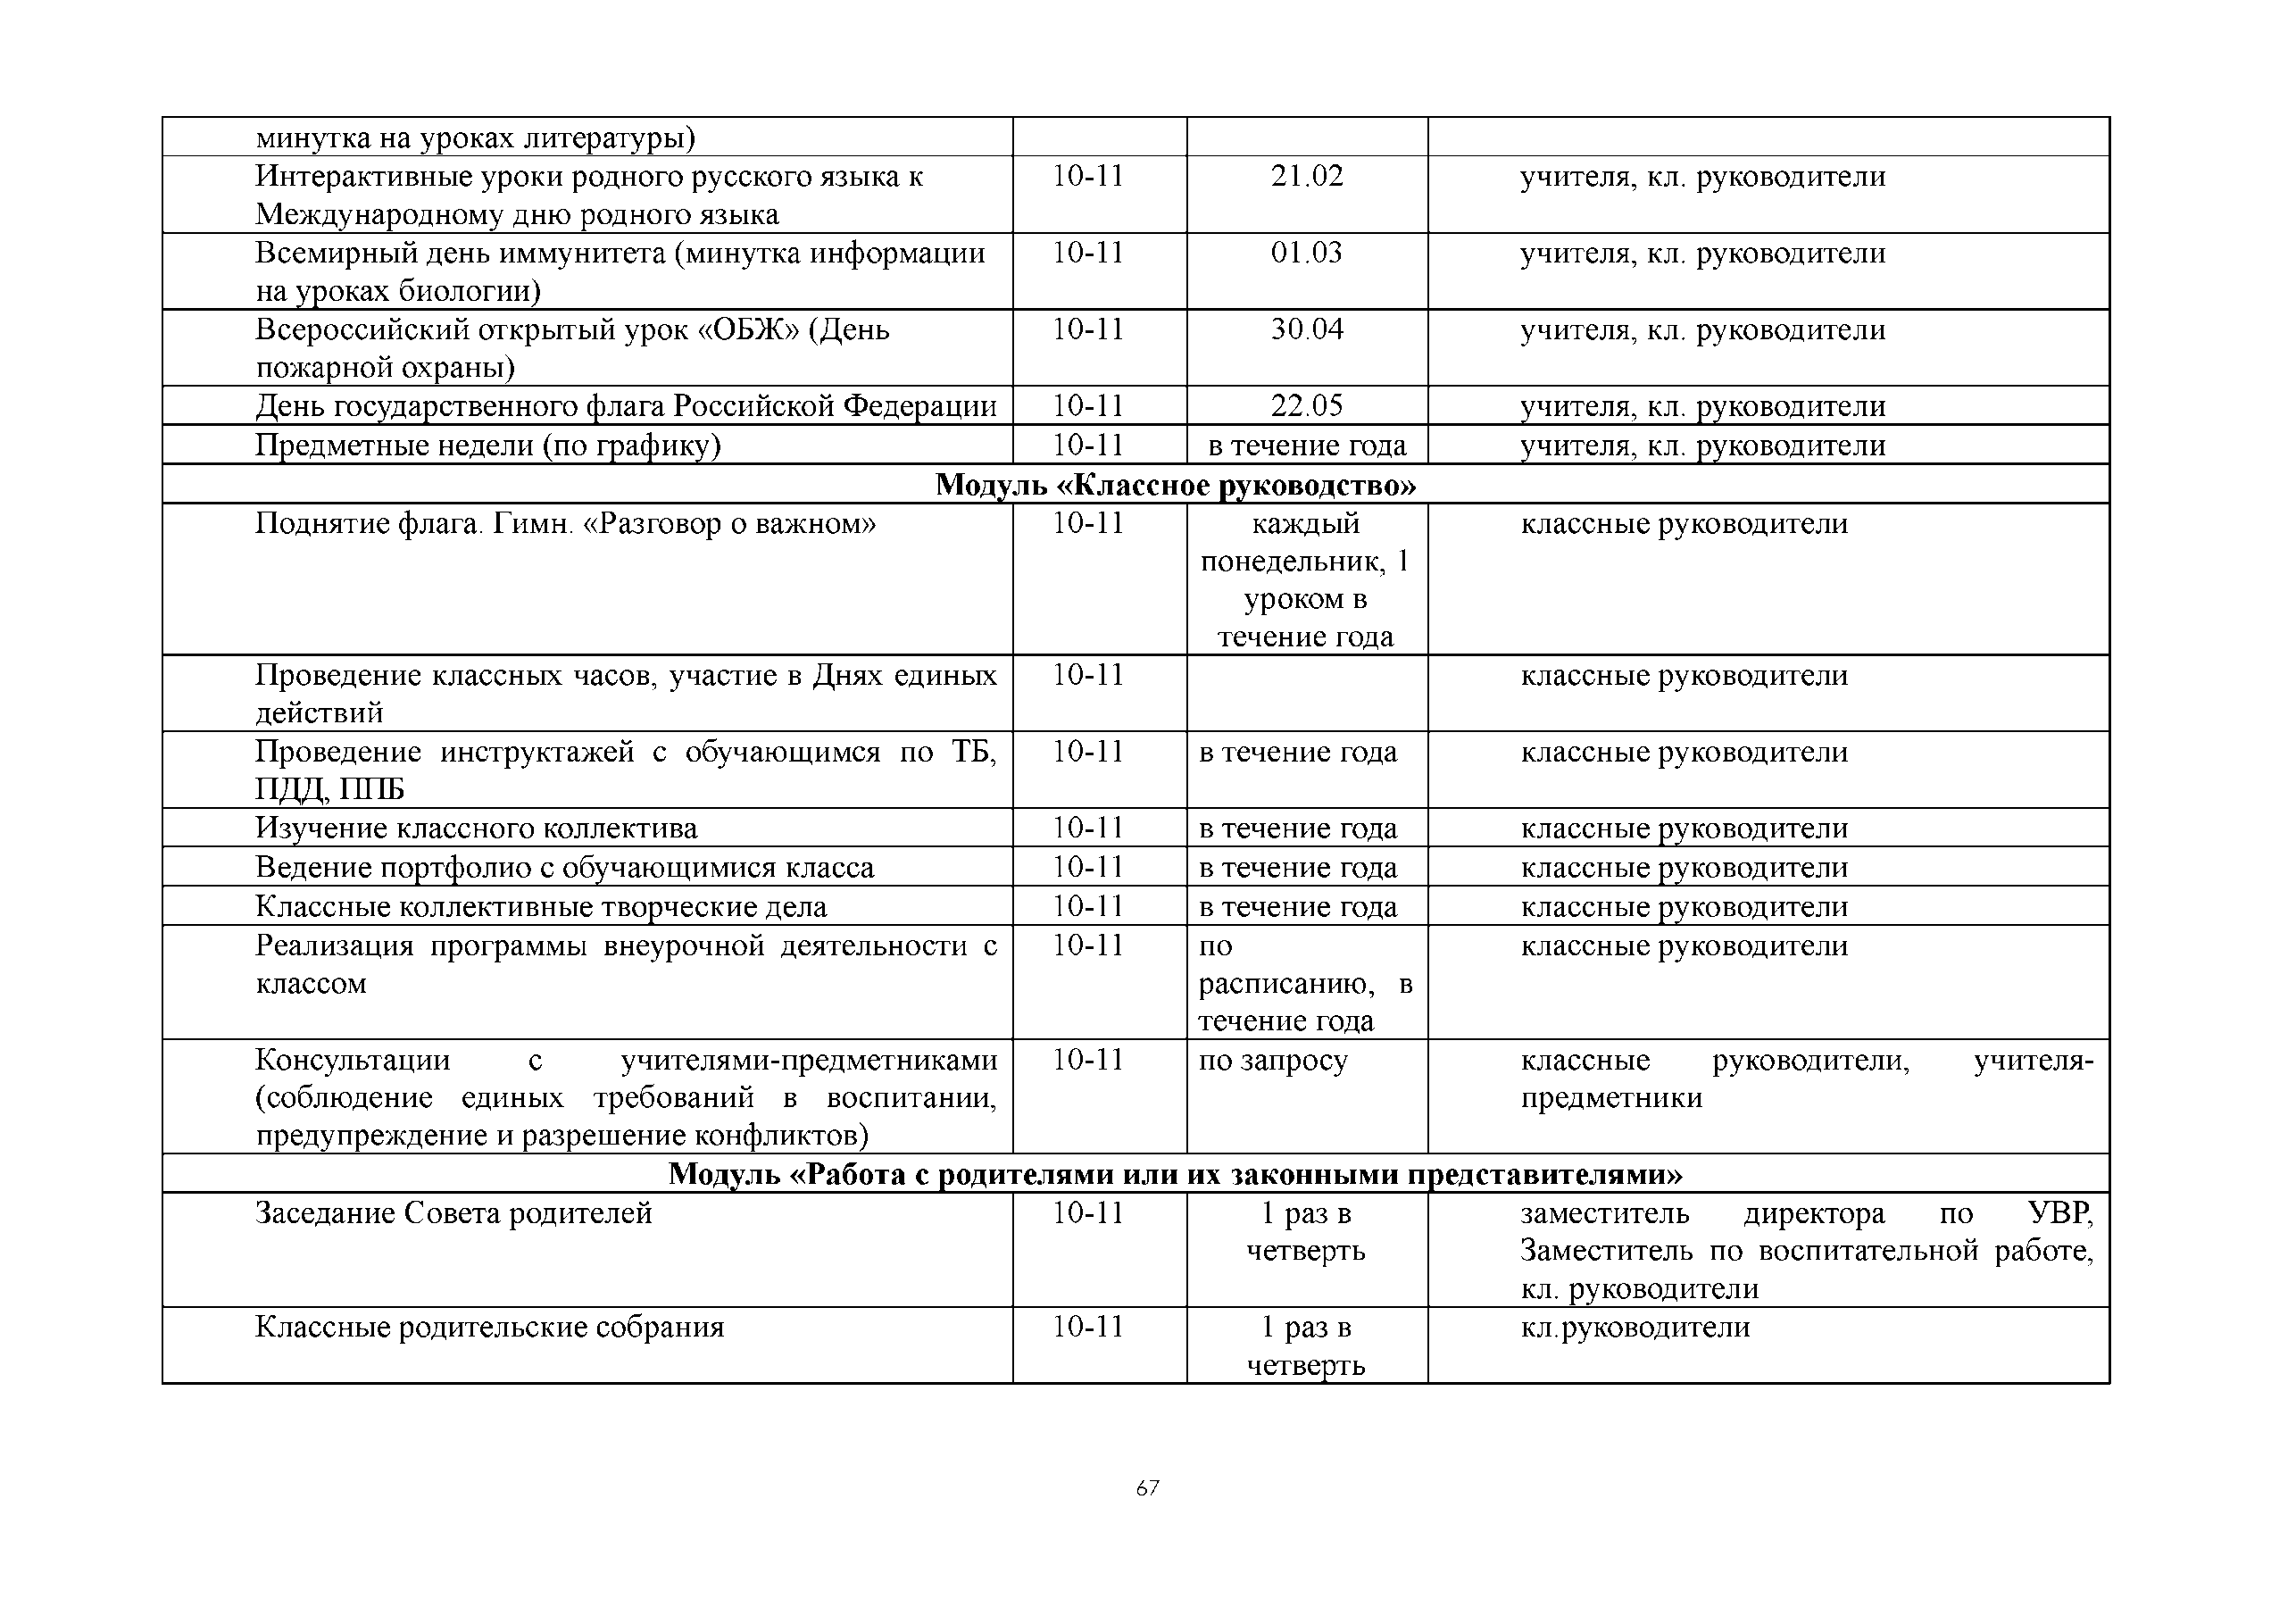 минутка на уроках литературы)
Интерактивные уроки родного русского языка к 10-11 21.02 учителя, кл. руководители
Международному дню родного языка
Всемирный день иммунитета (минутка информации 10-11 01.03 учителя, кл. руководители
на уроках биологии)
Всероссийский открытый урок «ОБЖ» (День 10-11 30.04 учителя, кл. руководители
пожарной охраны)
День государственного флага Российской Федерации 10-11 22.05 учителя, кл. руководители
Предметные недели (по графику) 10-11 в течение года учителя, кл. руководители
Модуль «Классное руководство»
Поднятие флага. Гимн. «Разговор о важном» 10-11 каждый классные руководители
понедельник, 1
уроком в
течение года
Проведение классных часов, участие в Днях единых 10-11 классные руководители
действий
Проведение инструктажей с обучающимся по ТБ, 10-11 в течение года классные руководители
ПДД, ППБ
Изучение классного коллектива 10-11 в течение года классные руководители
Ведение портфолио с обучающимися класса 10-11 в течение года классные руководители
Классные коллективные творческие дела 10-11 в течение года классные руководители
Реализация программы внеурочной деятельности с 10-11 по классные руководители
классом расписанию, в
течение года
Консультации с учителями-предметниками 10-11 по запросу классные руководители, учителя-
(соблюдение единых требований в воспитании, предметники
предупреждение и разрешение конфликтов)
Модуль «Работа с родителями или их законными представителями»
Заседание Совета родителей 10-11 1 раз в заместитель директора по УВР,
четверть Заместитель по воспитательной работе,
кл. руководители
Классные родительские собрания 10-11 1 раз в кл.руководители
четверть
67